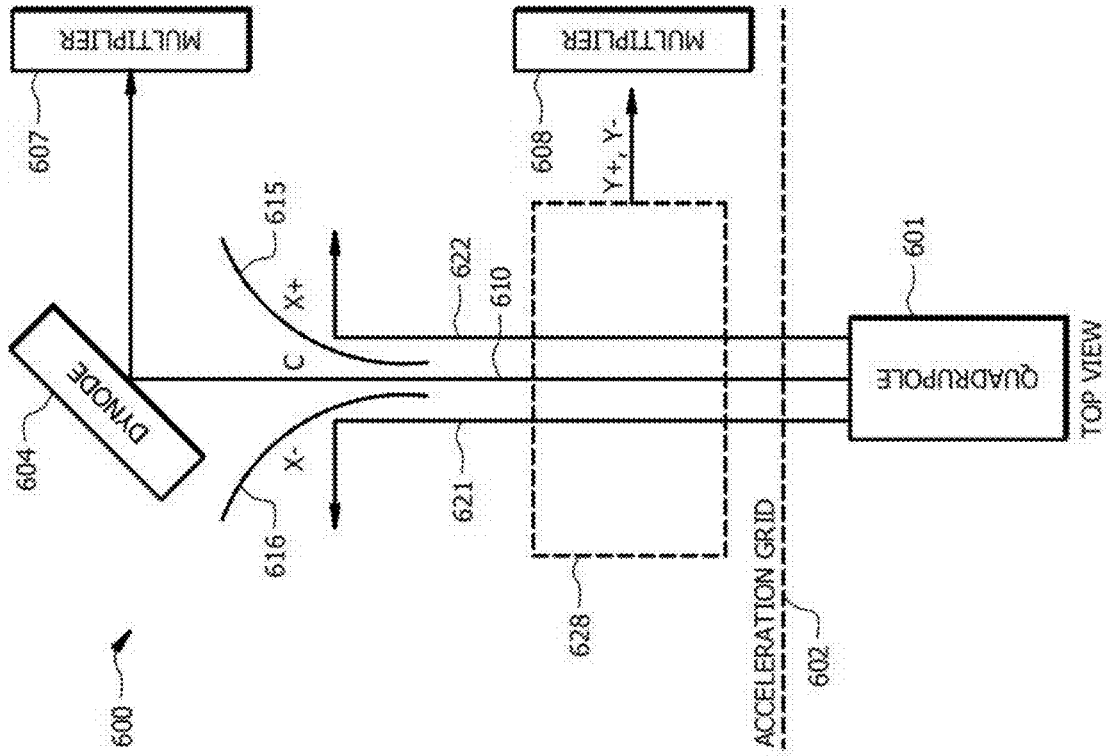 600
604
DYNODE
607
MULTIPLIER
616
X-
C
X+
615
621
622
610
608
MULTIPLIER
Y+, Y-
628
ACCELERATION GRID
602
601
QUADRUPOLE
TOP VIEW